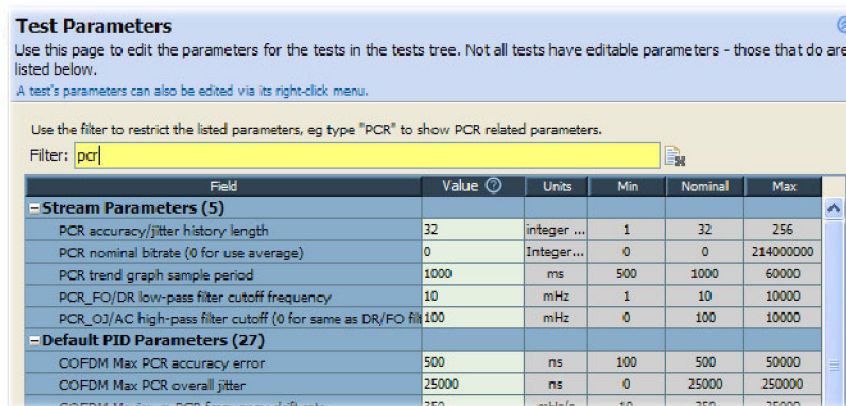 Test Parameters
Use this page to edit the parameters for the tests in the tests tree. Not all tests have editable parameters - those that do are
listed below.
A test's parameters can also be edited via its right-click menu.
Use the filter to restrict the listed parameters, eg type "PCR" to show PCR related parameters.
Filter: pcr
Field Value Units Min Nominal Max
Stream Parameters (5)
PCR accuracy/jitter history length 32 integer ... 1 32 256
PCR nominal bitrate (0 for use average) 0 Integer... 0 0 214000000
PCR trend graph sample period 1000 ms 500 1000 60000
PCR_FO/DR low-pass filter cutoff frequency 10 mHz 1 10 10000
PCR_OJ/AC high-pass filter cutoff (0 for same as DR/FO filt 100 mHz 0 100 10000
Default PID Parameters (27)
COFDM Max PCR accuracy error 500 ns 100 500 50000
COFDM Max PCR overall jitter 25000 ns 0 25000 250000